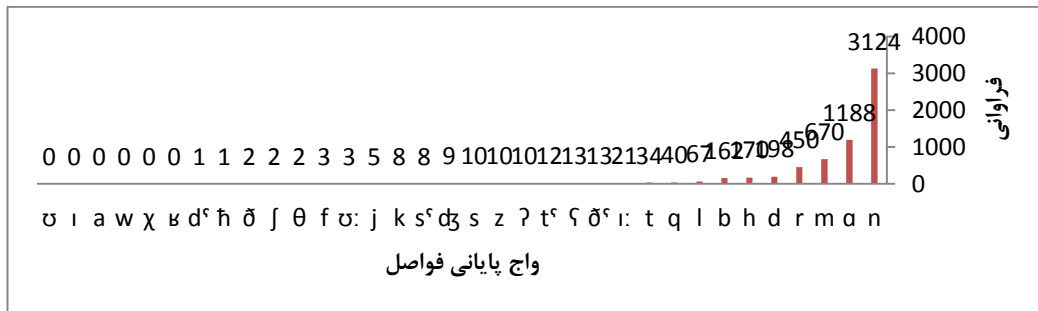 4000
3000
2000
1000
0
فراوانی
0 0 0 0 0 0 1 1 2 2 2 3 3 5 8 8 9 10 10 10 12 13 13 21 34 40 67 162 170 198 450 670 1188 3124
ʊ ɪ a w χ ʁ dˤ ħ ð ʃ θ f ʊː j k sˤ ʤ s z ʔ tˤ ʕ ðˤ ɪː t q l b h d r m ɑ n
واج پایانی فواصل